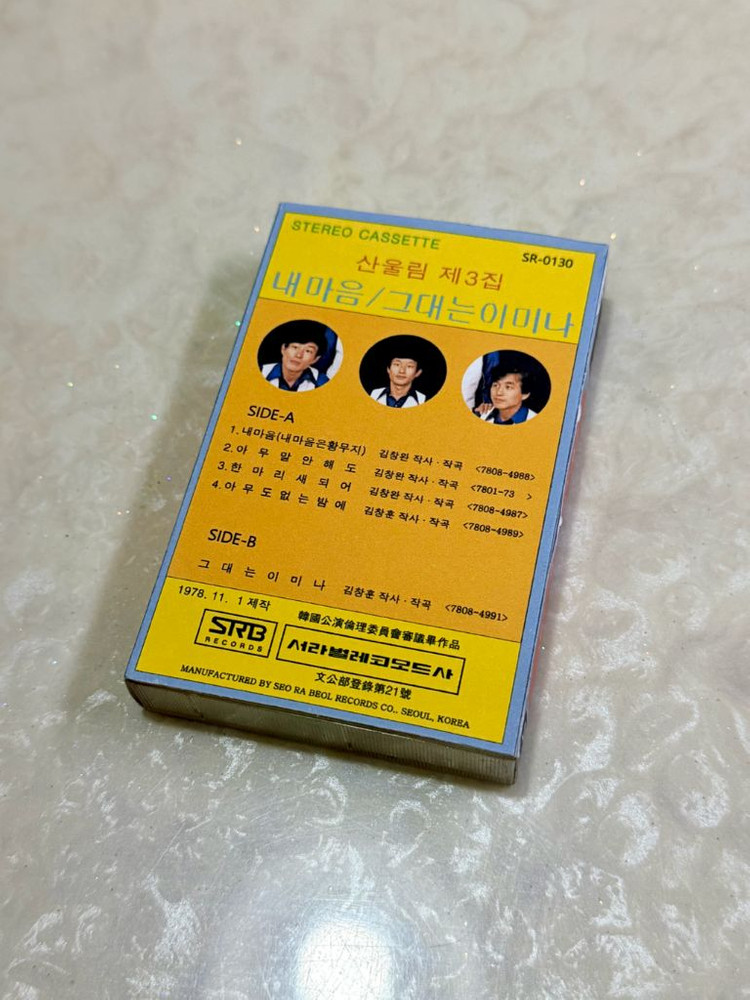 STEREO CASSETTE
SR-0130
산울림 제3집
내마음/그대는이미나
SIDE-A
1. 내마음(내마음은황무지) 김창완 작사·작곡 <7808-4988>
2. 아 무 말 안 해 도 김창완 작사·작곡 <7801-73 >
3. 한 마 리 새 되 어 김창완 작사·작곡 <7808-4987>
4. 아 무 도 없 는 밤 에 김창훈 작사·작곡 <7808-4989>
SIDE-B
그 대 는 이 미 나 김창훈 작사·작곡 <7808-4991>
1978. 11. 1 제작
韓國公演倫理委員會審議畢作品
SRB
RECORDS
서라벌레코오드사
文公部登錄第21號
MANUFACTURED BY SEO RA BEOL RECORDS CO., SEOUL, KOREA